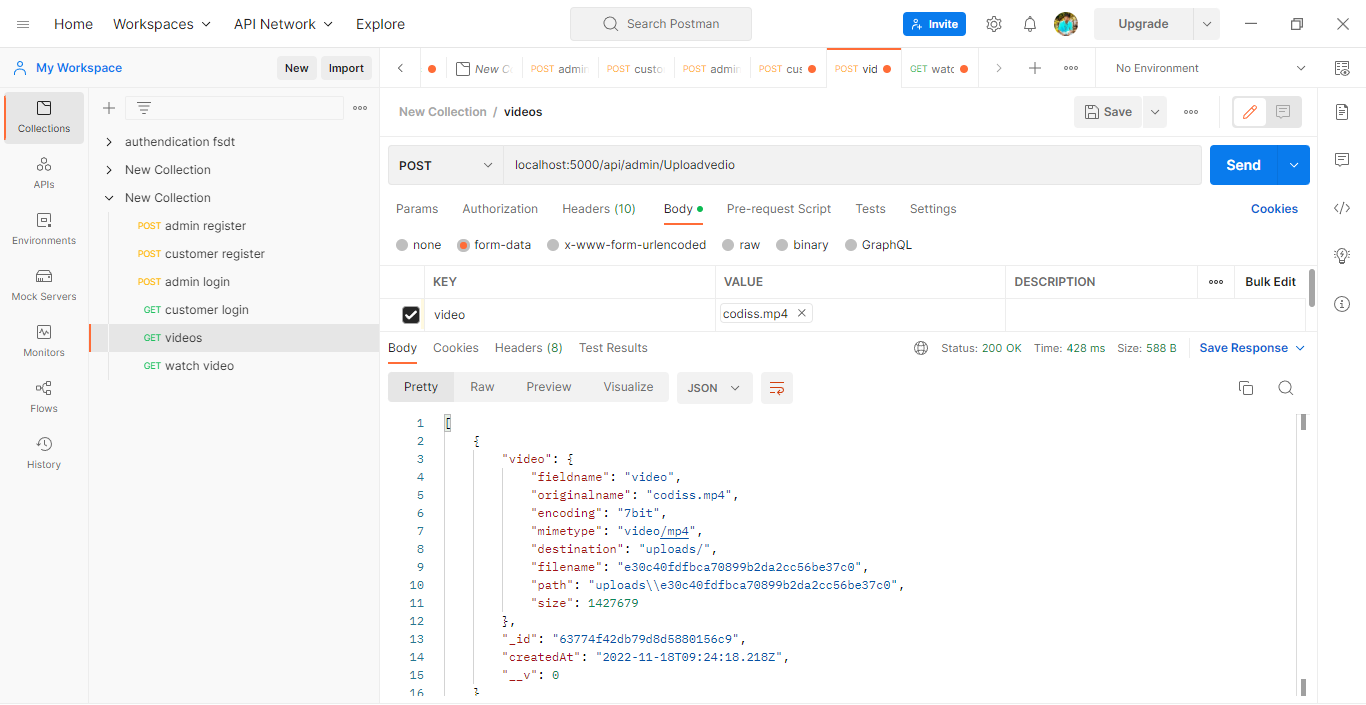 Home Workspaces API Network Explore Search Postman Invite Upgrade
My Workspace New Import New C POST admin POST custo POST admin POST cus POST vid GET watc No Environment
Collections
APIs
Environments
Mock Servers
Monitors
Flows
History
authendication fsdt
New Collection
New Collection
POST admin register
POST customer register
POST admin login
GET customer login
GET videos
GET watch video
New Collection / videos Save
POST localhost:5000/api/admin/Uploadvedio Send
Params Authorization Headers (10) Body Pre-request Script Tests Settings Cookies
none form-data x-www-form-urlencoded raw binary GraphQL
KEY VALUE DESCRIPTION Bulk Edit
video codiss.mp4
Body Cookies Headers (8) Test Results Status: 200 OK Time: 428 ms Size: 588 B Save Response
Pretty Raw Preview Visualize JSON
1 [
2 {
3 "video": {
4 "fieldname": "video",
5 "originalname": "codiss.mp4",
6 "encoding": "7bit",
7 "mimetype": "video/mp4",
8 "destination": "uploads/",
9 "filename": "e30c40fdfbca70899b2da2cc56be37c0",
10 "path": "uploads\\e30c40fdfbca70899b2da2cc56be37c0",
11 "size": 1427679
12 },
13 "_id": "63774f42db79d8d5880156c9",
14 "createdAt": "2022-11-18T09:24:18.218Z",
15 "__v": 0
16 }